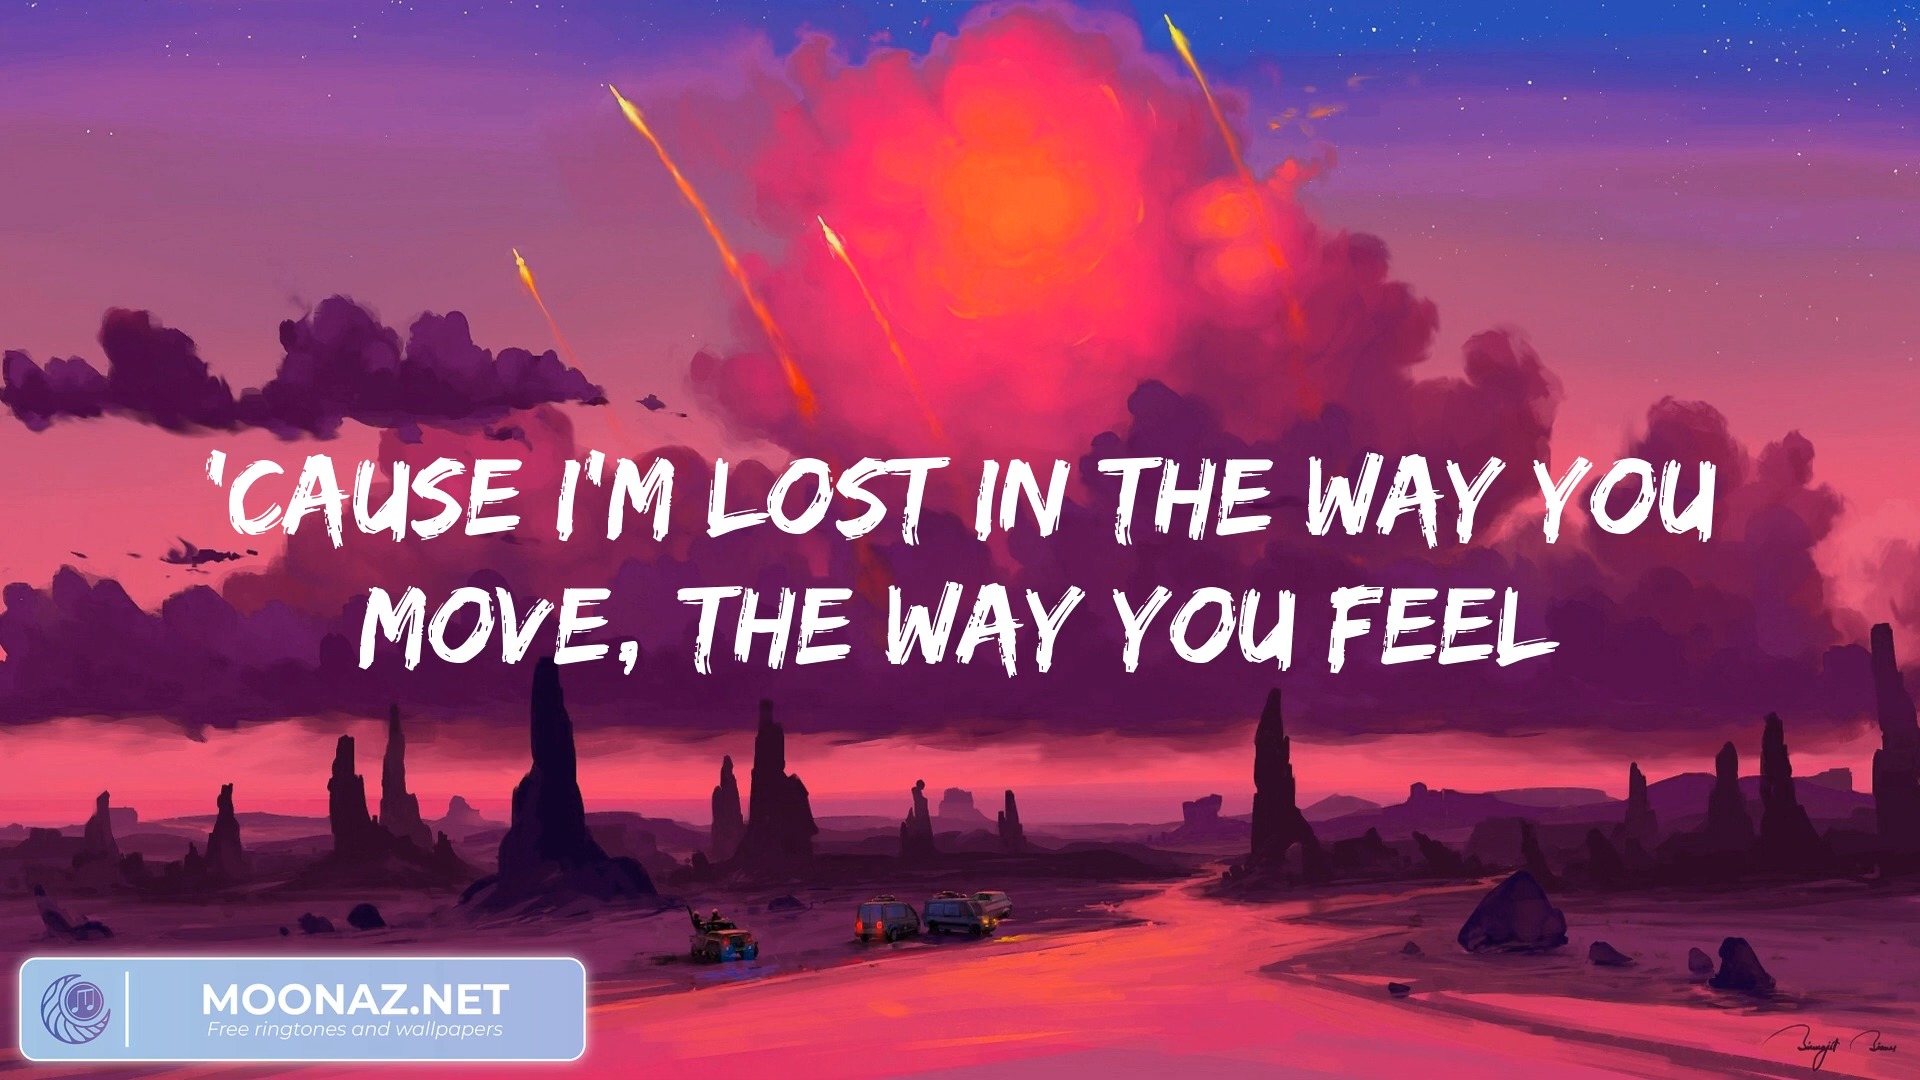 'CAUSE I'M LOST IN THE WAY YOU
MOVE, THE WAY YOU FEEL
MOONAZ.NET
Free ringtones and wallpapers